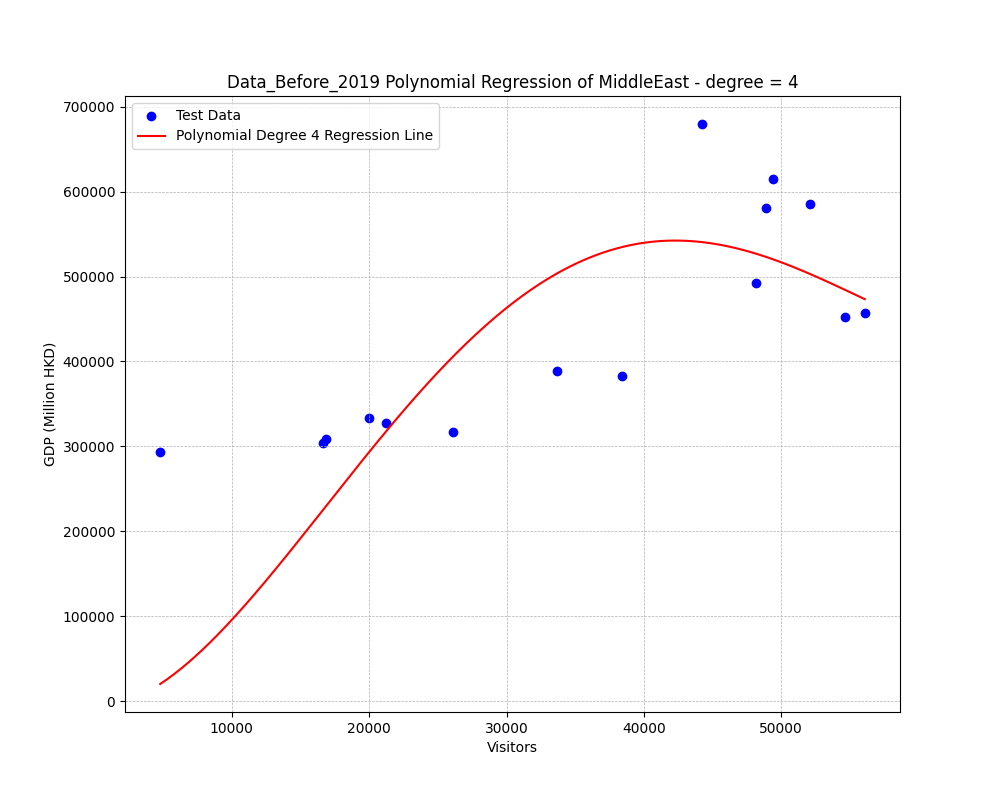 Data_Before_2019 Polynomial Regression of MiddleEast - degree = 4
Test Data
Polynomial Degree 4 Regression Line
GDP (Million HKD)
700000
600000
500000
400000
300000
200000
100000
0
10000 20000 30000 40000 50000
Visitors